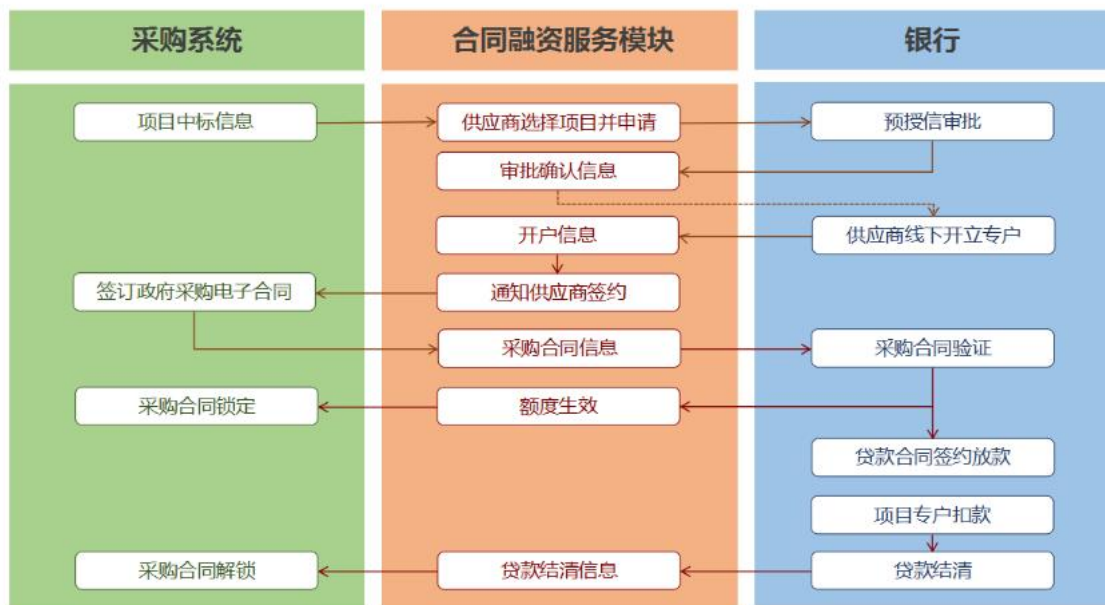 采购系统
合同融资服务模块
银行
项目中标信息
供应商选择项目并申请
预授信审批
审批确认信息
开户信息
供应商线下开立专户
签订政府采购电子合同
通知供应商签约
采购合同信息
采购合同验证
采购合同锁定
额度生效
贷款合同签约放款
项目专户扣款
采购合同解锁
贷款结清信息
贷款结清